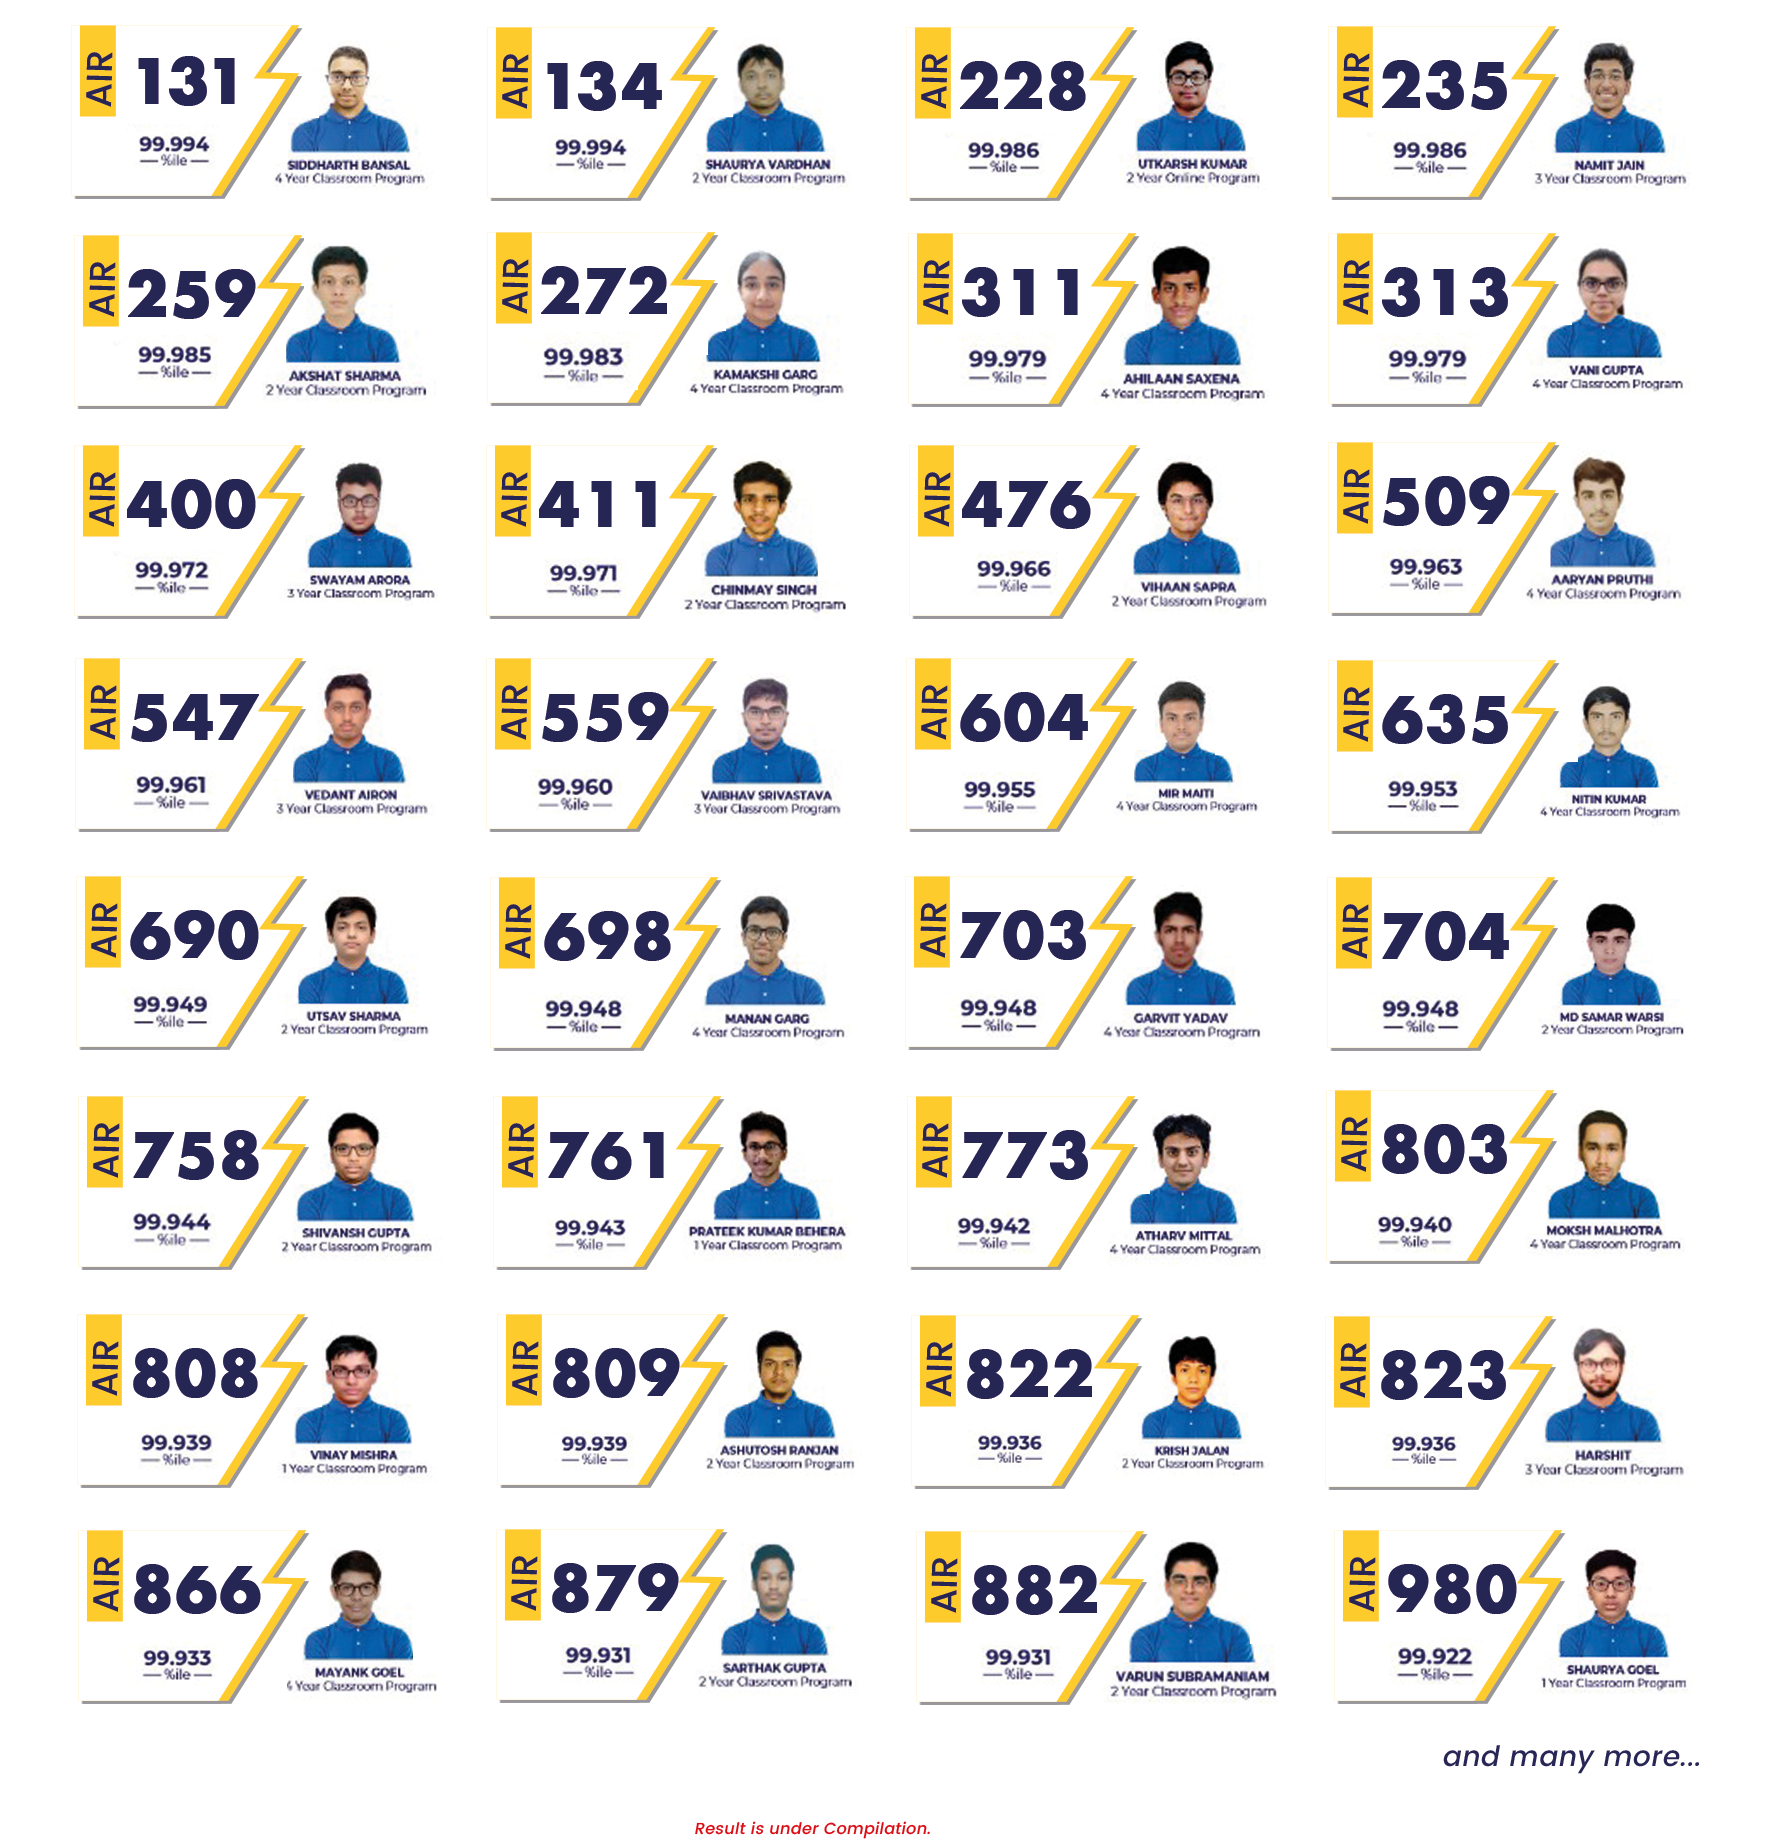 AIR 131
99.994
%ile
SIDDHARTH BANSAL
4 Year Classroom Program
AIR 134
99.994
%ile
SHAURYA VARDHAN
2 Year Classroom Program
AIR 228
99.986
%ile
UTKARSH KUMAR
2 Year Online Program
AIR 235
99.986
%ile
NAMIT JAIN
3 Year Classroom Program
AIR 259
99.985
%ile
AKSHAT SHARMA
2 Year Classroom Program
AIR 272
99.983
%ile
KAMAKSHI GARG
4 Year Classroom Program
AIR 311
99.979
%ile
AHILAAN SAXENA
4 Year Classroom Program
AIR 313
99.979
%ile
VANI GUPTA
4 Year Classroom Program
AIR 400
99.972
%ile
SWAYAM ARORA
3 Year Classroom Program
AIR 411
99.971
%ile
CHINMAY SINGH
2 Year Classroom Program
AIR 476
99.966
%ile
VIHAAN SAPRA
2 Year Classroom Program
AIR 509
99.963
%ile
AARYAN PRUTHI
4 Year Classroom Program
AIR 547
99.961
%ile
VEDANT AIRON
3 Year Classroom Program
AIR 559
99.960
%ile
VAIBHAV SRIVASTAVA
3 Year Classroom Program
AIR 604
99.955
%ile
MIR MAITI
4 Year Classroom Program
AIR 635
99.953
%ile
NITIN KUMAR
4 Year Classroom Program
AIR 690
99.949
%ile
UTSAV SHARMA
2 Year Classroom Program
AIR 698
99.948
%ile
MANAN GARG
4 Year Classroom Program
AIR 703
99.948
%ile
GARVIT YADAV
4 Year Classroom Program
AIR 704
99.948
%ile
MD SAMAR WARSI
2 Year Classroom Program
AIR 758
99.944
%ile
SHIVANSH GUPTA
2 Year Classroom Program
AIR 761
99.943
%ile
PRATEEK KUMAR BEHERA
1 Year Classroom Program
AIR 773
99.942
%ile
ATHARV MITTAL
4 Year Classroom Program
AIR 803
99.940
%ile
MOKSH MALHOTRA
4 Year Classroom Program
AIR 808
99.939
%ile
VINAY MISHRA
1 Year Classroom Program
AIR 809
99.939
%ile
ASHUTOSH RANJAN
2 Year Classroom Program
AIR 822
99.936
%ile
KRISH JALAN
2 Year Classroom Program
AIR 823
99.936
%ile
HARSHIT
3 Year Classroom Program
AIR 866
99.933
%ile
MAYANK GOEL
4 Year Classroom Program
AIR 879
99.931
%ile
SARTHAK GUPTA
2 Year Classroom Program
AIR 882
99.931
%ile
VARUN SUBRAMANIAM
2 Year Classroom Program
AIR 980
99.922
%ile
SHAURYA GOEL
1 Year Classroom Program
and many more...
Result is under Compilation.